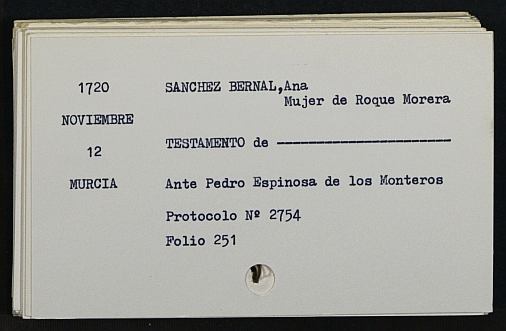 1720 SANCHEZ BERNAL,Ana
Mujer de Roque Morera
NOVIEMBRE
12 TESTAMENTO de ----------------------
MURCIA Ante Pedro Espinosa de los Monteros
Protocolo Nº 2754
Folio 251